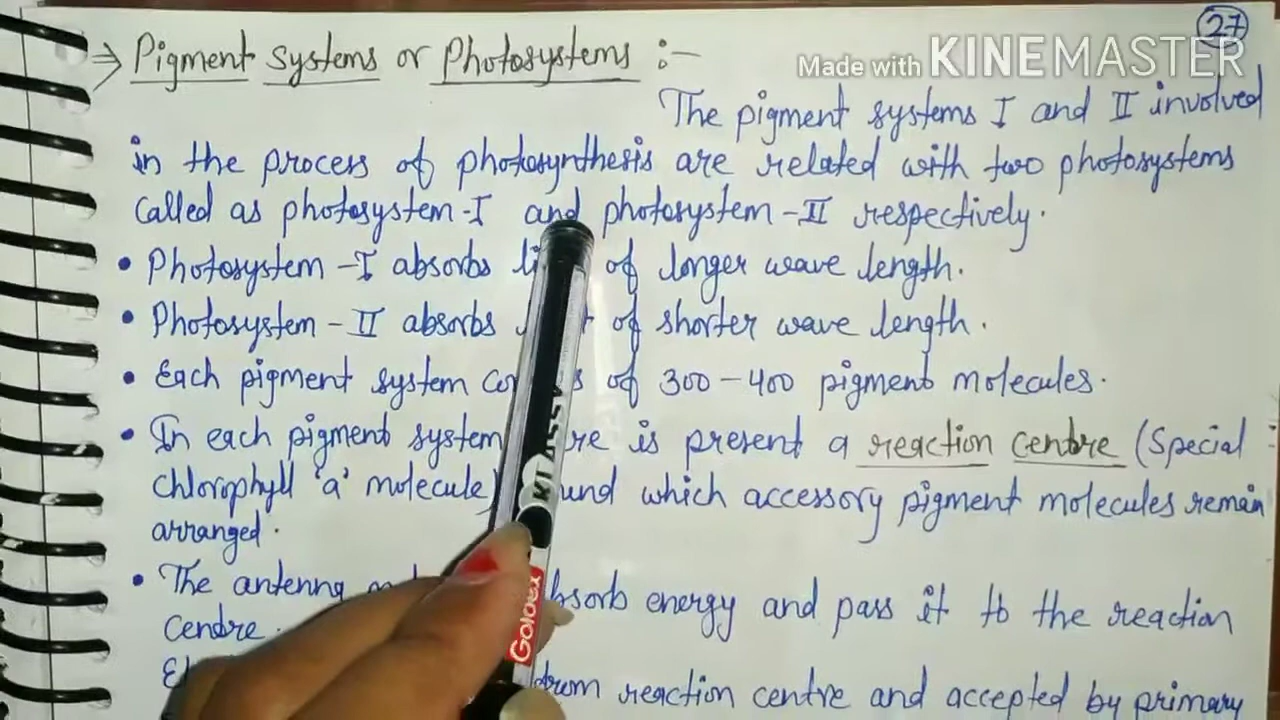 27
⇒ Pigment Systems or Photosystems :-
Made with KINEMASTER
The pigment systems I and II involved
in the process of photosynthesis are related with two photosystems
called as photosystem-I and photosystem-II respectively.
• Photosystem-I absorbs of longer wave length.
• Photosystem-II absorbs of shorter wave length.
• Each pigment system of 300-400 pigment molecules.
• In each pigment system is present a reaction centre (Special
chlorophyll 'a' molecule) which accessory pigment molecules remain
arranged.
• The antenna absorb energy and pass it to the reaction
centre.
reaction centre and accepted by primary
Goldex